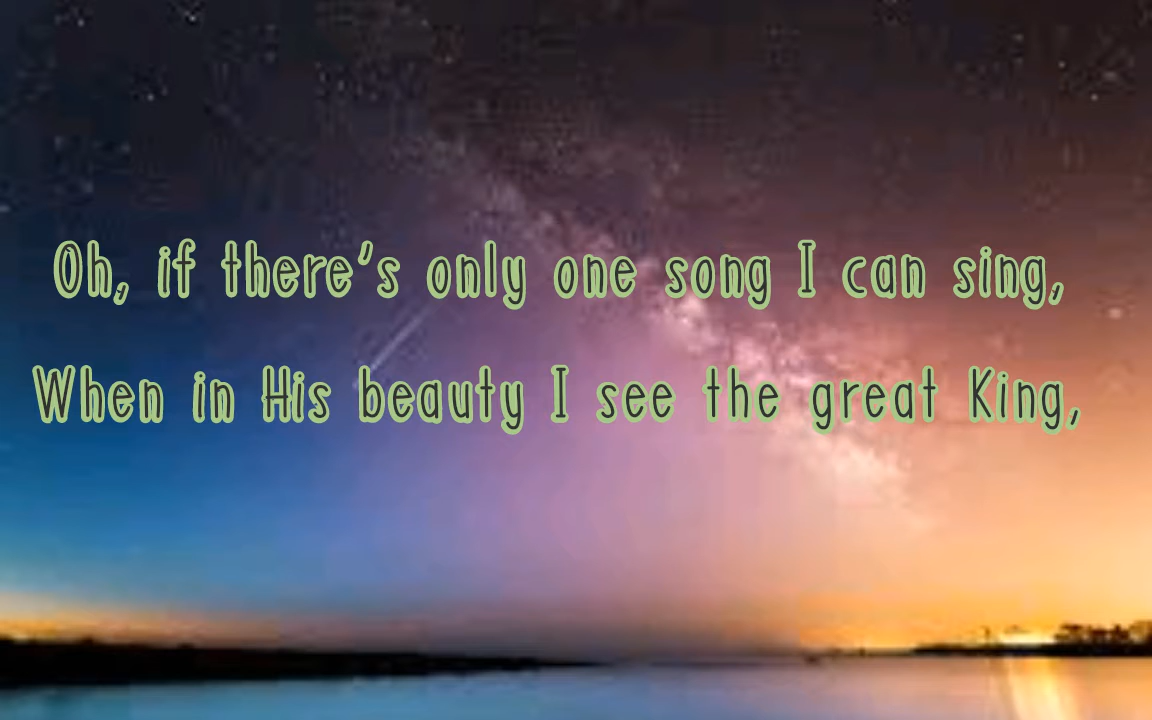 Oh, if there's only one song I can sing,
When in His beauty I see the great King,